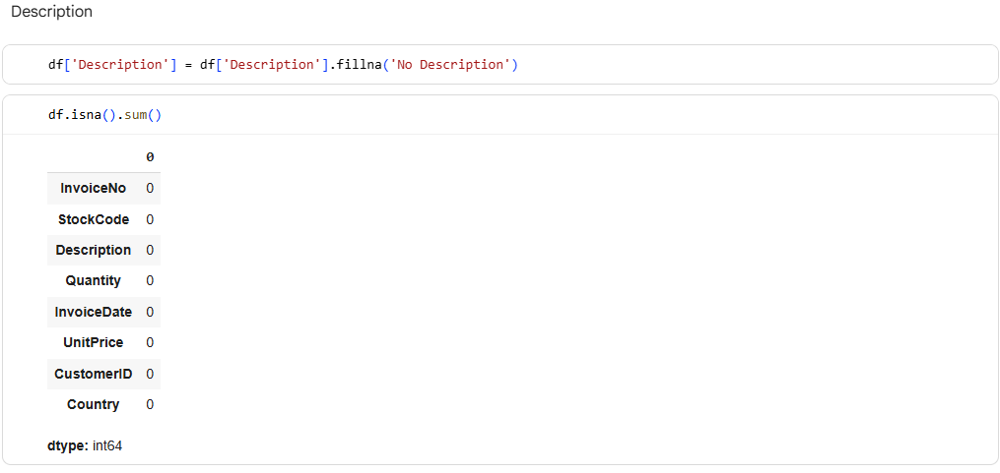 Description
df['Description'] = df['Description'].fillna('No Description')
df.isna().sum()
0
InvoiceNo 0
StockCode 0
Description 0
Quantity 0
InvoiceDate 0
UnitPrice 0
CustomerID 0
Country 0
dtype: int64